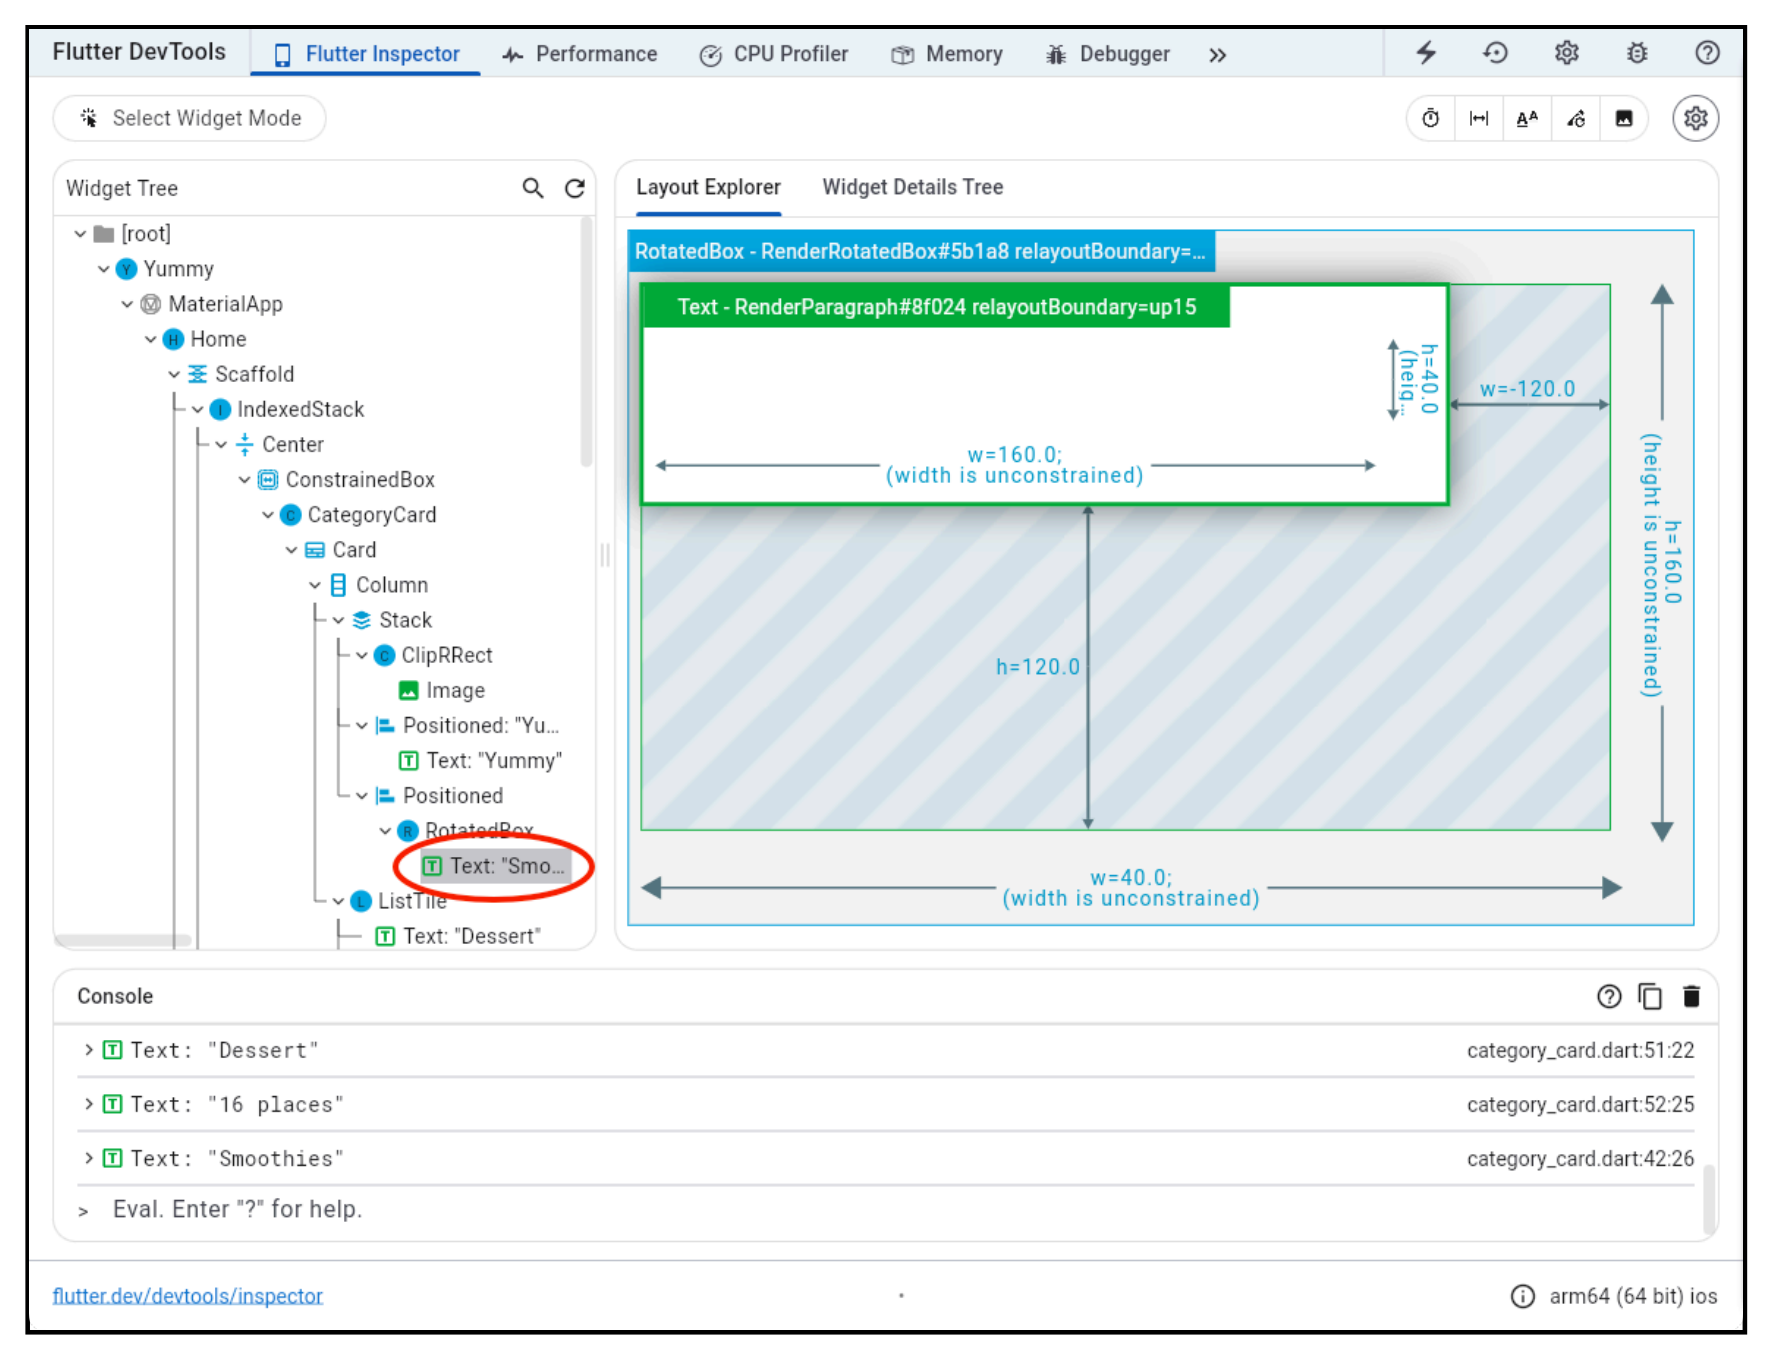 Flutter DevTools
Flutter Inspector
Performance
CPU Profiler
Memory
Debugger
Select Widget Mode
Widget Tree
[root]
Yummy
MaterialApp
Home
Scaffold
IndexedStack
Center
ConstrainedBox
CategoryCard
Card
Column
Stack
ClipRRect
Image
Positioned: "Yu...
Text: "Yummy"
Positioned
RotatedBox
Text: "Smo...
ListTile
Text: "Dessert"
Layout Explorer
Widget Details Tree
RotatedBox - RenderRotatedBox#5b1a8 relayoutBoundary=...
Text - RenderParagraph#8f024 relayoutBoundary=up15
h=40.0
(heig...
w=-120.0
w=160.0;
(width is unconstrained)
h=120.0
h=160.0
(height is unconstrained)
w=40.0;
(width is unconstrained)
Console
Text: "Dessert" category_card.dart:51:22
Text: "16 places" category_card.dart:52:25
Text: "Smoothies" category_card.dart:42:26
> Eval. Enter "?" for help.
flutter.dev/devtools/inspector
arm64 (64 bit) ios